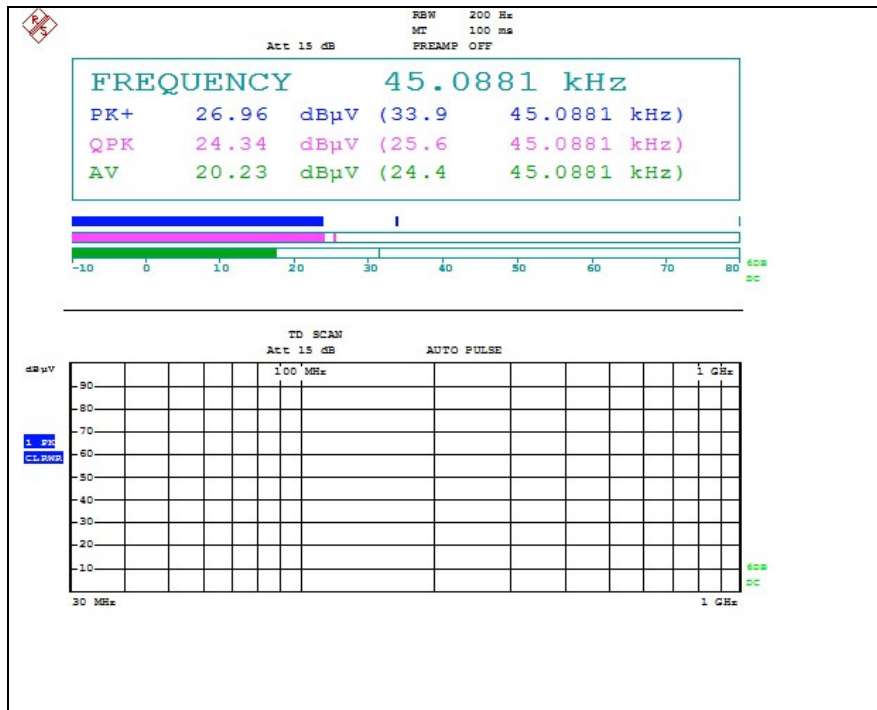 R S
RBW 200 Hz
MT 100 ms
Att 15 dB PREAMP OFF
FREQUENCY 45.0881 kHz
PK+ 26.96 dBµV (33.9 45.0881 kHz)
QPK 24.34 dBµV (25.6 45.0881 kHz)
AV 20.23 dBµV (24.4 45.0881 kHz)
-10 0 10 20 30 40 50 60 70 80
6DB
DC
TD SCAN
Att 15 dB AUTO PULSE
dBµV
100 MHz 1 GHz
90
80
70
1 PK
CLRWR
60
50
40
30
20
10
6DB
DC
30 MHz 1 GHz